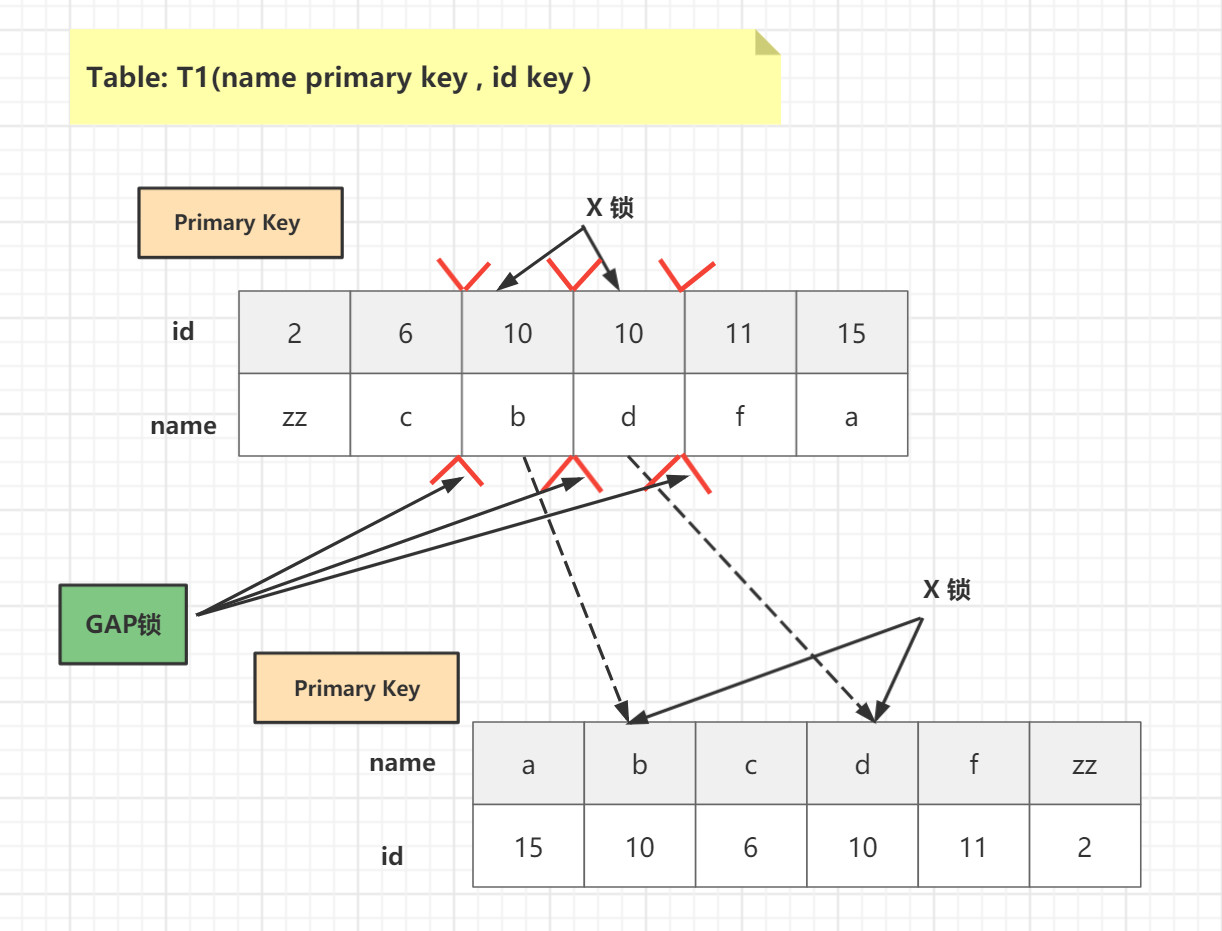 Table: T1(name primary key , id key )
Primary Key
X 锁
id 2 6 10 10 11 15
name zz c b d f a
GAP锁
X 锁
Primary Key
name a b c d f zz
id 15 10 6 10 11 2